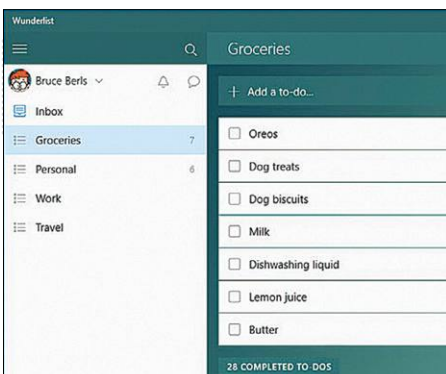 Wunderlist
Groceries
Bruce Berls
Inbox
Groceries 7
Personal 6
Work
Travel
+ Add a to-do...
Oreos
Dog treats
Dog biscuits
Milk
Dishwashing liquid
Lemon juice
Butter
28 COMPLETED TO-DOS